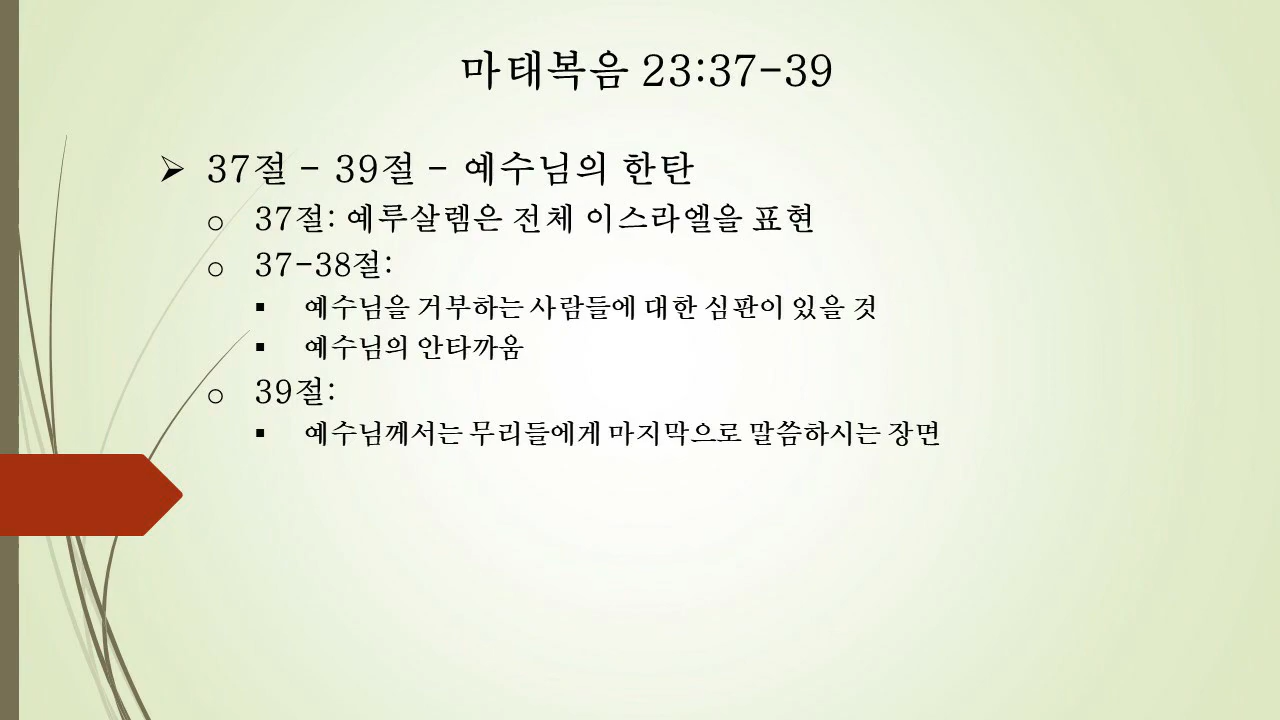 마태복음 23:37-39
➢ 37절 - 39절 - 예수님의 한탄
o 37절: 예루살렘은 전체 이스라엘을 표현
o 37-38절:
▪ 예수님을 거부하는 사람들에 대한 심판이 있을 것
▪ 예수님의 안타까움
o 39절:
▪ 예수님께서는 무리들에게 마지막으로 말씀하시는 장면